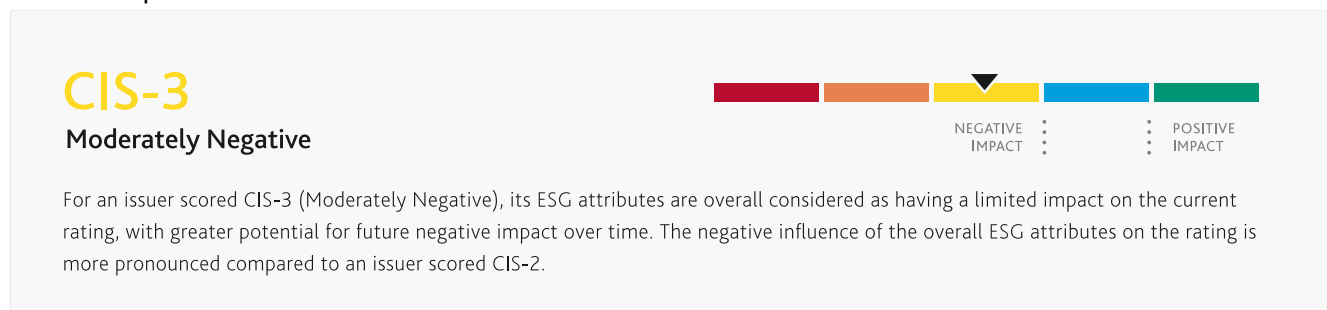 CIS-3
Moderately Negative
NEGATIVE
IMPACT
POSITIVE
IMPACT
For an issuer scored CIS-3 (Moderately Negative), its ESG attributes are overall considered as having a limited impact on the current
rating, with greater potential for future negative impact over time. The negative influence of the overall ESG attributes on the rating is
more pronounced compared to an issuer scored CIS-2.